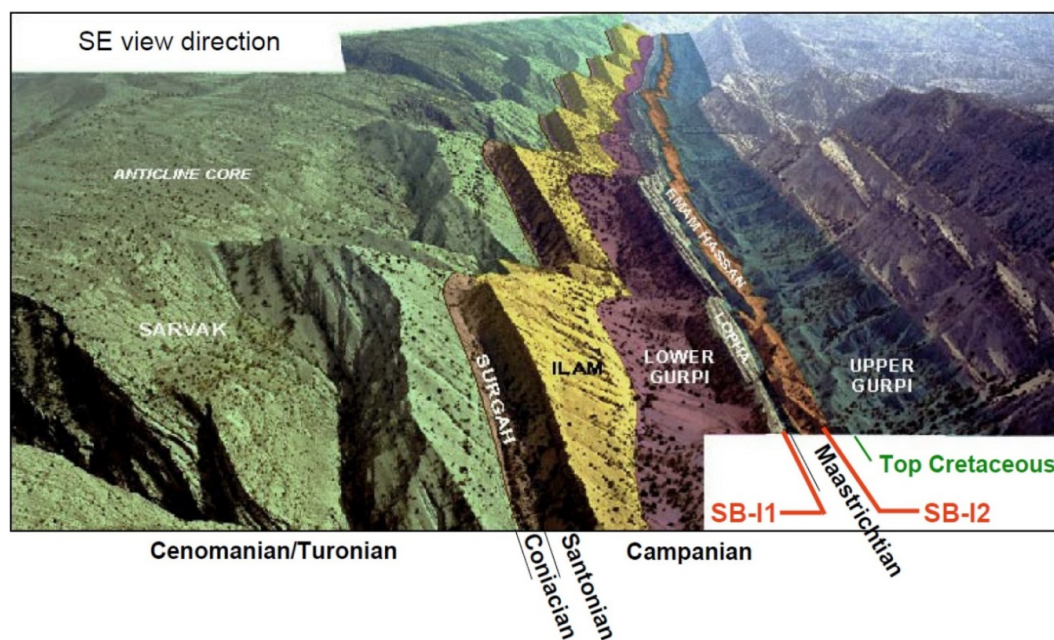 SE view direction
ANTICLINE CORE
SARVAK
SURGAH
ILAM
LOWER
GURPI
LOPHA
EMAM HASSAN
UPPER
GURPI
Top Cretaceous
SB-I1
Maastrichtian
SB-I2
Cenomanian/Turonian
Coniacian
Santonian
Campanian